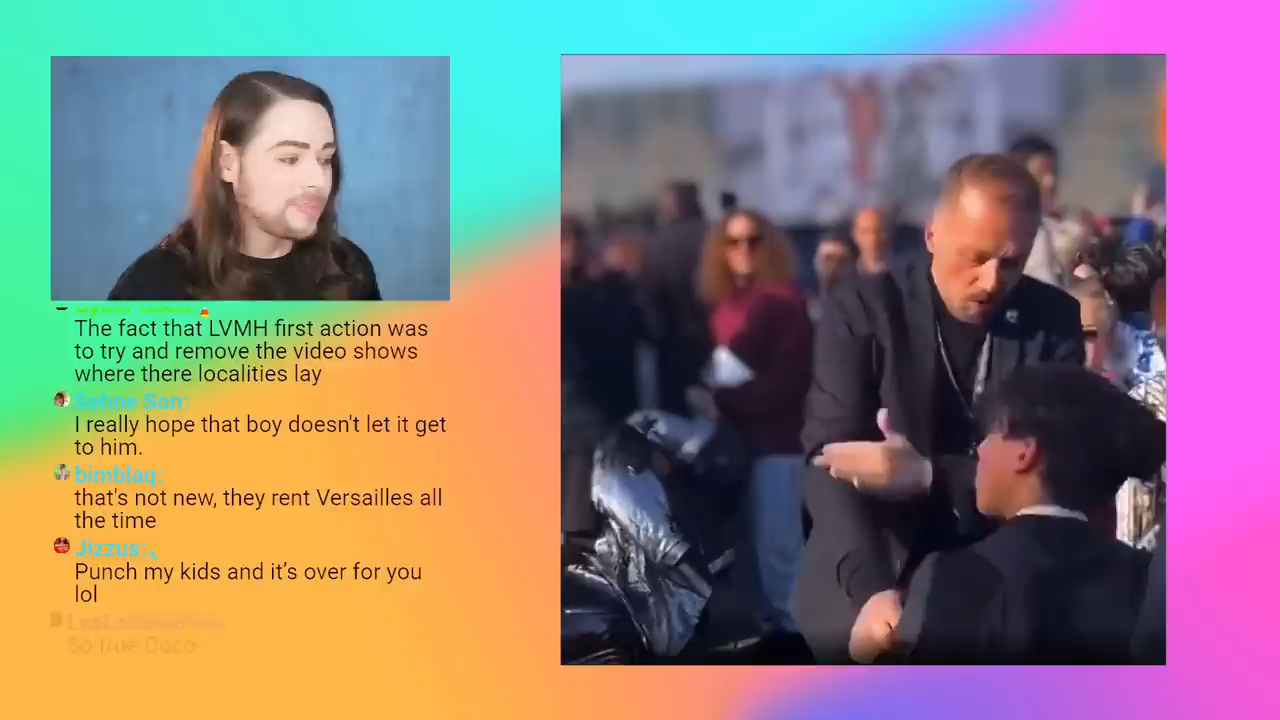 The fact that LVMH first action was
to try and remove the video shows
where there localities lay
Sehne Son:
I really hope that boy doesn't let it get
to him.
bimblaq:
that's not new, they rent Versailles all
the time
Jizzus:
Punch my kids and it’s over for you
lol
So true Daco